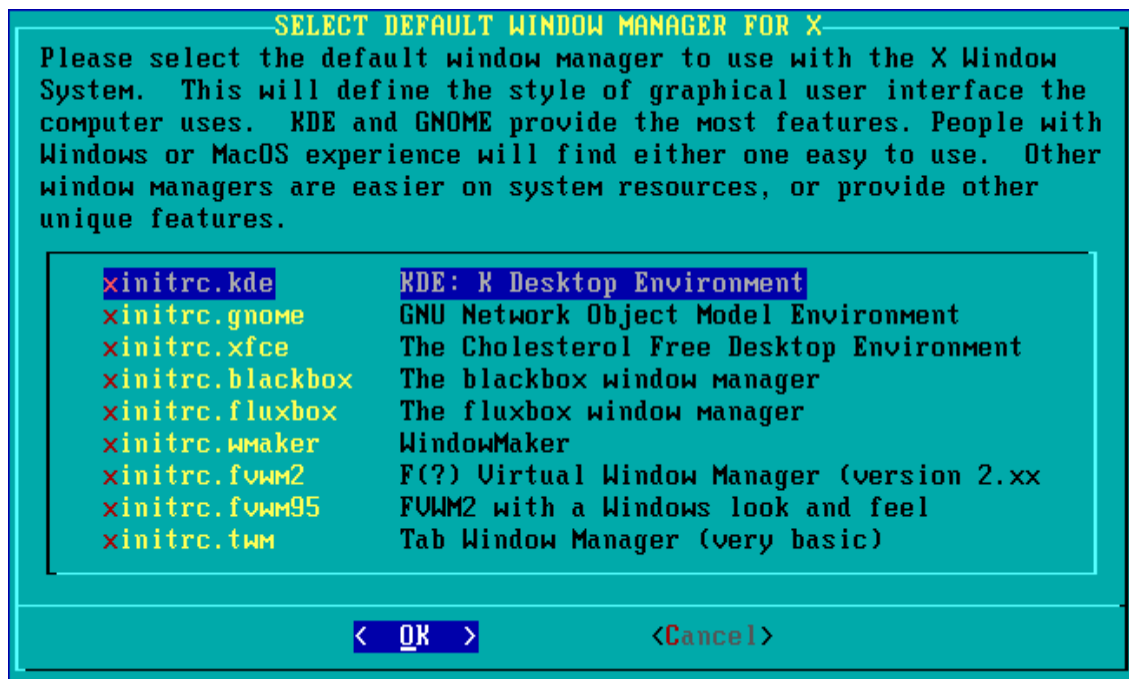 SELECT DEFAULT WINDOW MANAGER FOR X
Please select the default window manager to use with the X Window
System.  This will define the style of graphical user interface the
computer uses.  KDE and GNOME provide the most features. People with
Windows or MacOS experience will find either one easy to use.  Other
window managers are easier on system resources, or provide other
unique features.
xinitrc.kde KDE: K Desktop Environment
xinitrc.gnome GNU Network Object Model Environment
xinitrc.xfce The Cholesterol Free Desktop Environment
xinitrc.blackbox The blackbox window manager
xinitrc.fluxbox The fluxbox window manager
xinitrc.wmaker WindowMaker
xinitrc.fvwm2 F(?) Virtual Window Manager (version 2.xx
xinitrc.fvwm95 FVWM2 with a Windows look and feel
xinitrc.twm Tab Window Manager (very basic)
< OK > <Cancel>